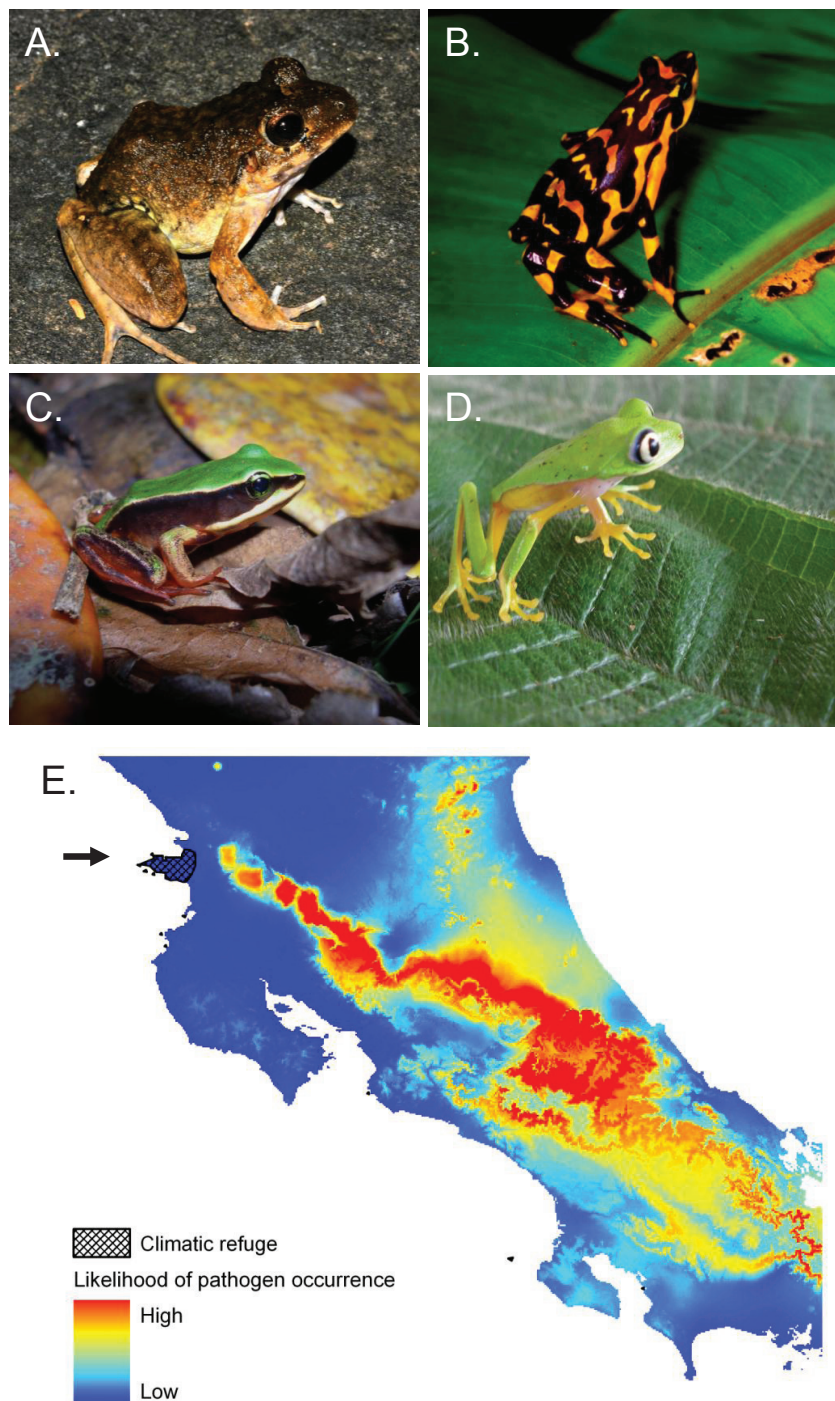 A.
B.
C.
D.
E.
Climatic refuge
Likelihood of pathogen occurrence
High
Low